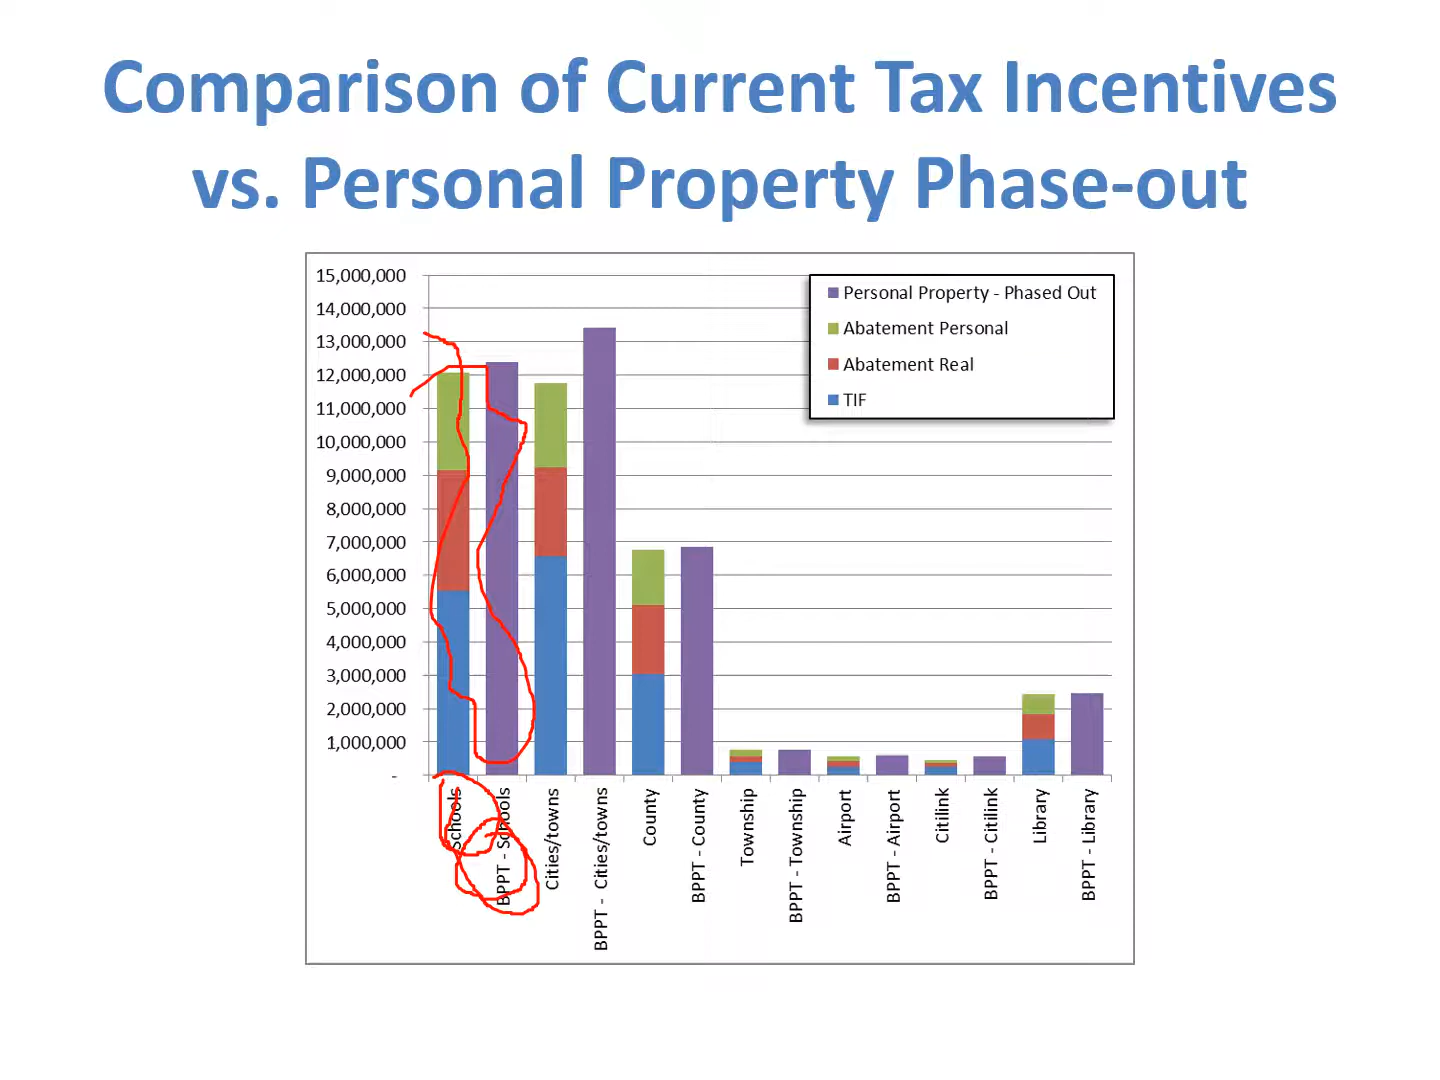 Comparison of Current Tax Incentives
vs. Personal Property Phase-out
15,000,000
14,000,000
13,000,000
12,000,000
11,000,000
10,000,000
9,000,000
8,000,000
7,000,000
6,000,000
5,000,000
4,000,000
3,000,000
2,000,000
1,000,000
-
Personal Property - Phased Out
Abatement Personal
Abatement Real
TIF
Schools
BPPT - Schools
Cities/towns
BPPT - Cities/towns
County
BPPT - County
Township
BPPT - Township
Airport
BPPT - Airport
Citilink
BPPT - Citilink
Library
BPPT - Library